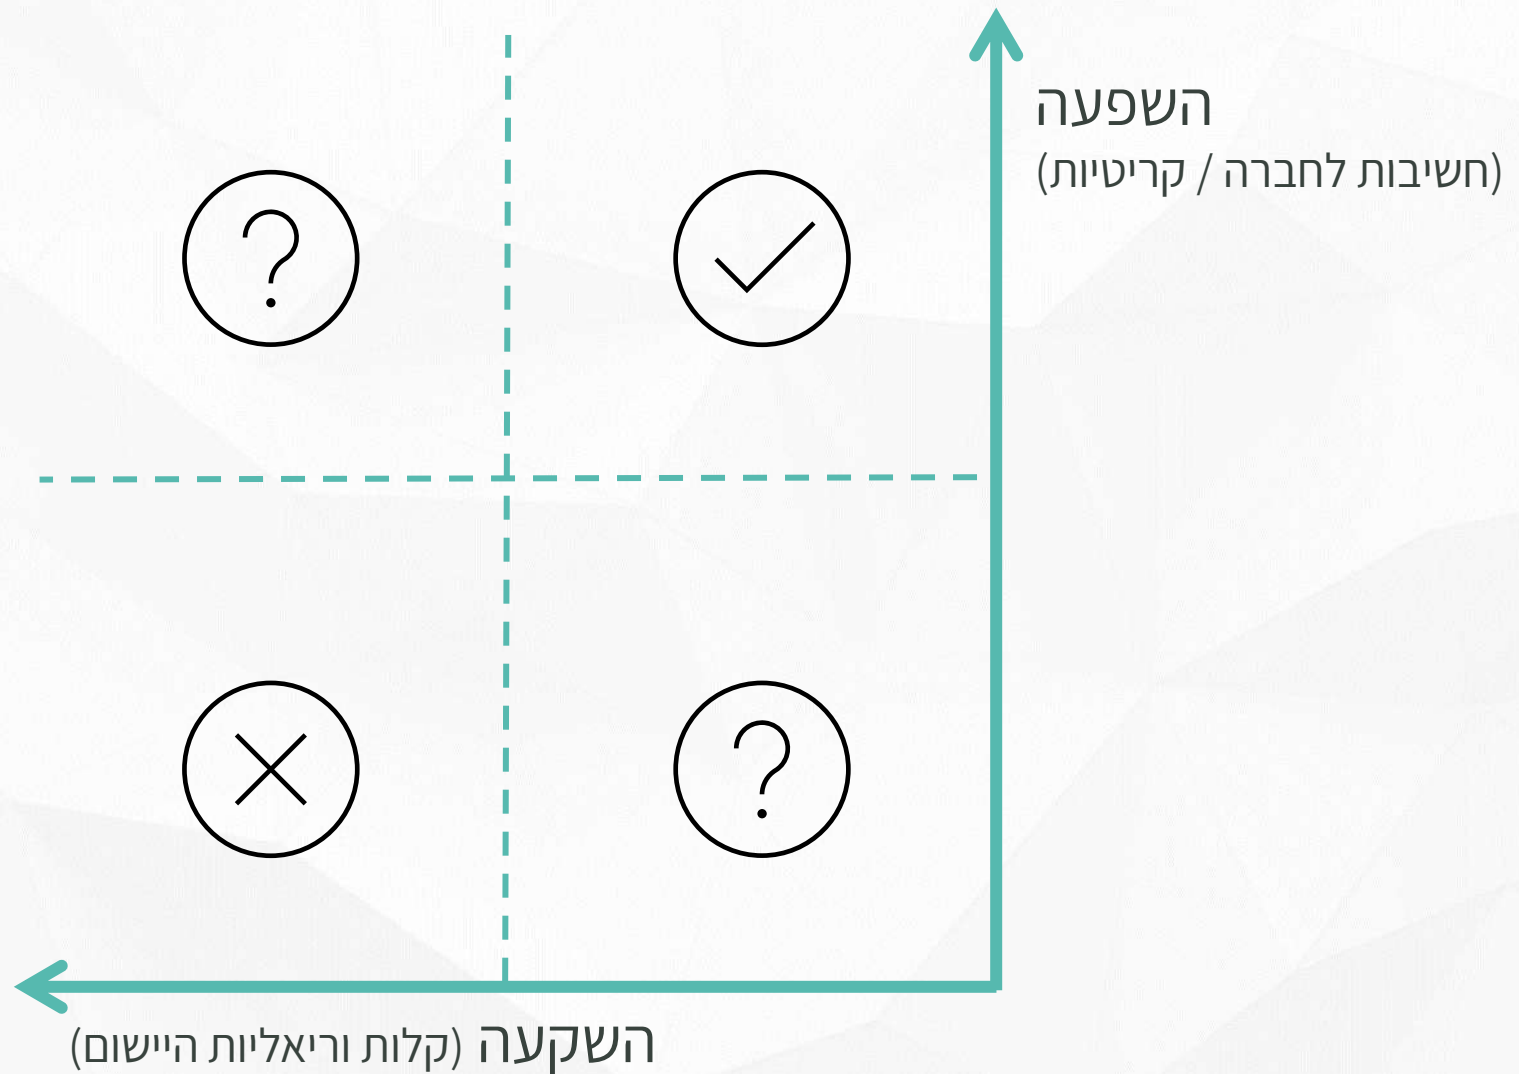 השפעה
(חשיבות לחברה / קריטיות)
?
?
השקעה (קלות וריאליות היישום)